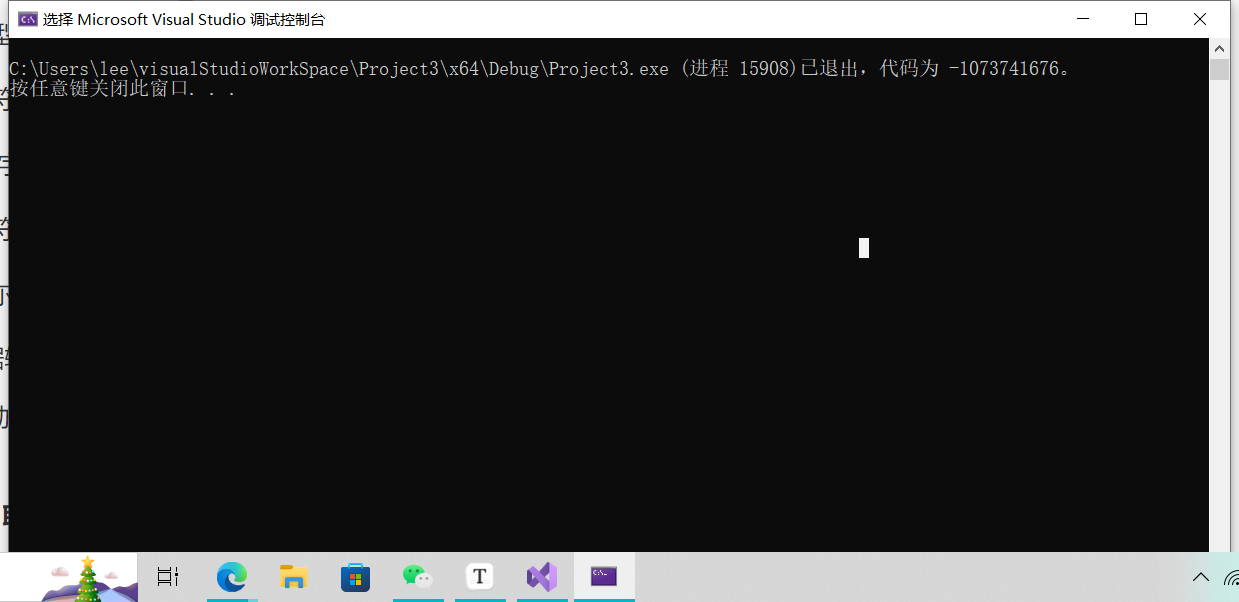 选择 Microsoft Visual Studio 调试控制台
C:\Users\lee\visualStudioWorkSpace\Project3\x64\Debug\Project3.exe (进程 15908)已退出，代码为 -1073741676。
按任意键关闭此窗口. . .